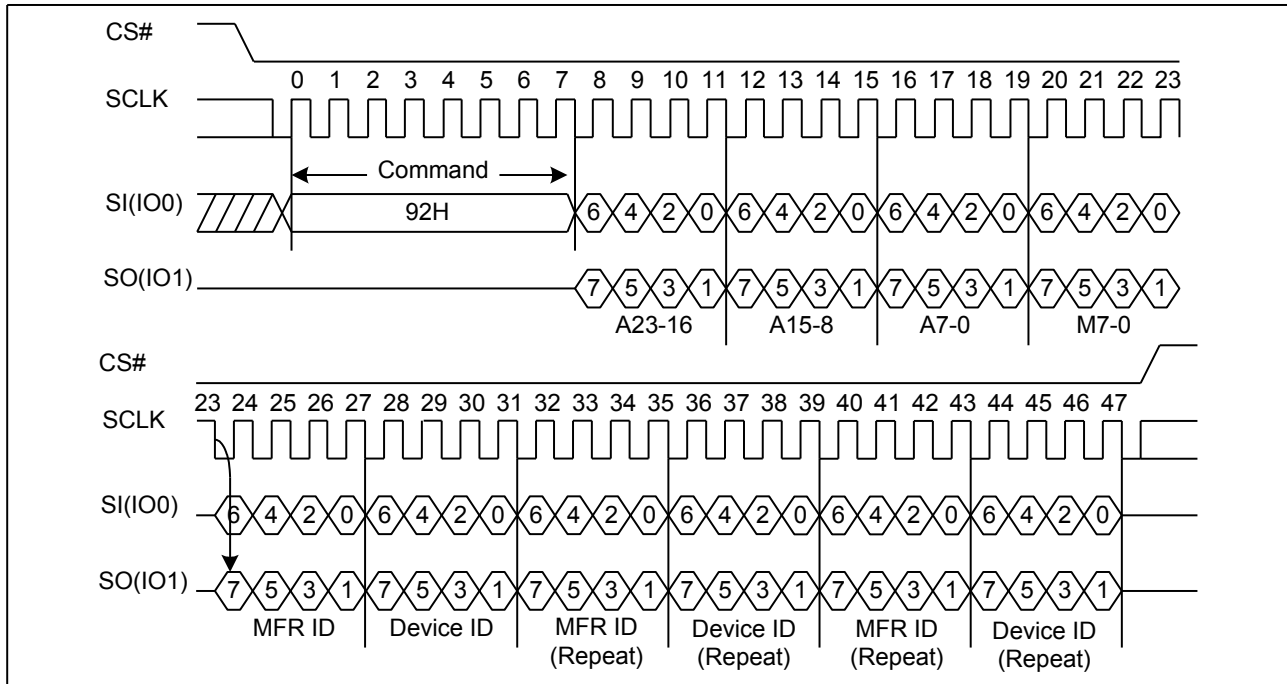 CS#
0 1 2 3 4 5 6 7 8 9 10 11 12 13 14 15 16 17 18 19 20 21 22 23
SCLK
Command
SI(IO0) 92H 6 4 2 0 6 4 2 0 6 4 2 0 6 4 2 0
SO(IO1) 7 5 3 1 7 5 3 1 7 5 3 1 7 5 3 1
A23-16 A15-8 A7-0 M7-0
CS#
23 24 25 26 27 28 29 30 31 32 33 34 35 36 37 38 39 40 41 42 43 44 45 46 47
SCLK
SI(IO0) 6 4 2 0 6 4 2 0 6 4 2 0 6 4 2 0 6 4 2 0 6 4 2 0
SO(IO1) 7 5 3 1 7 5 3 1 7 5 3 1 7 5 3 1 7 5 3 1 7 5 3 1
MFR ID Device ID MFR ID Device ID MFR ID Device ID
(Repeat) (Repeat) (Repeat) (Repeat)